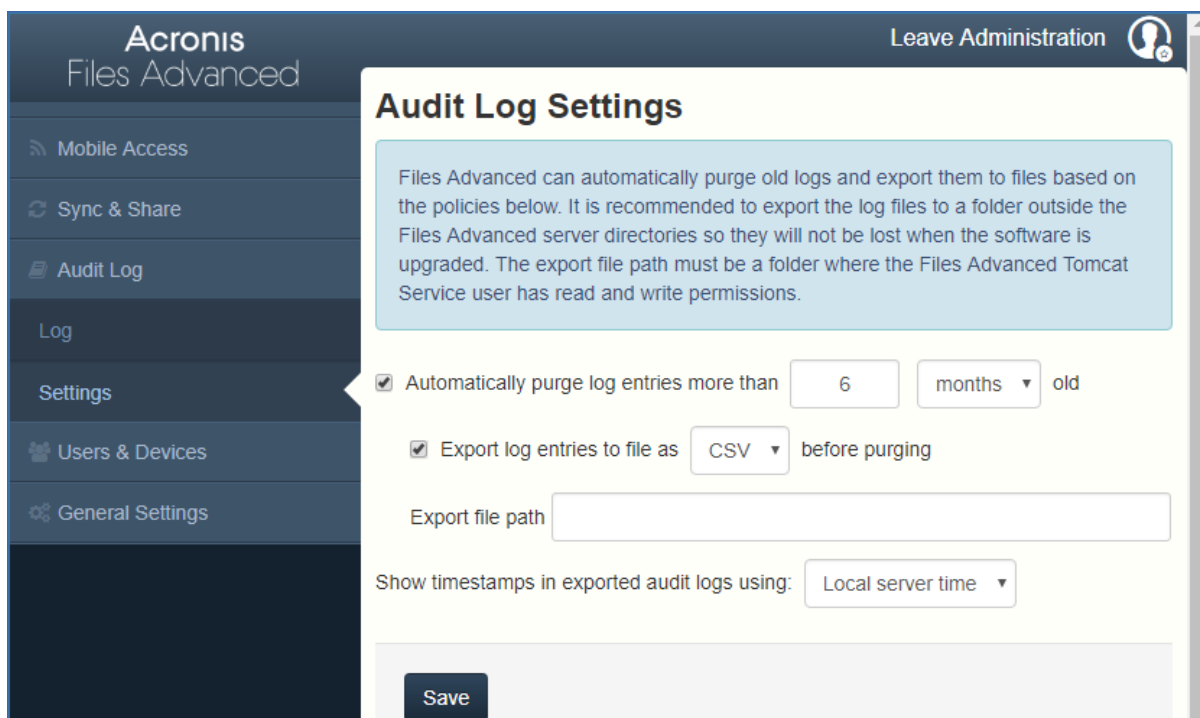 Acronis
Files Advanced
Leave Administration
Mobile Access
Sync & Share
Audit Log
Log
Settings
Users & Devices
General Settings
Audit Log Settings
Files Advanced can automatically purge old logs and export them to files based on
the policies below. It is recommended to export the log files to a folder outside the
Files Advanced server directories so they will not be lost when the software is
upgraded. The export file path must be a folder where the Files Advanced Tomcat
Service user has read and write permissions.
Automatically purge log entries more than 6 months old
Export log entries to file as CSV before purging
Export file path
Show timestamps in exported audit logs using: Local server time
Save